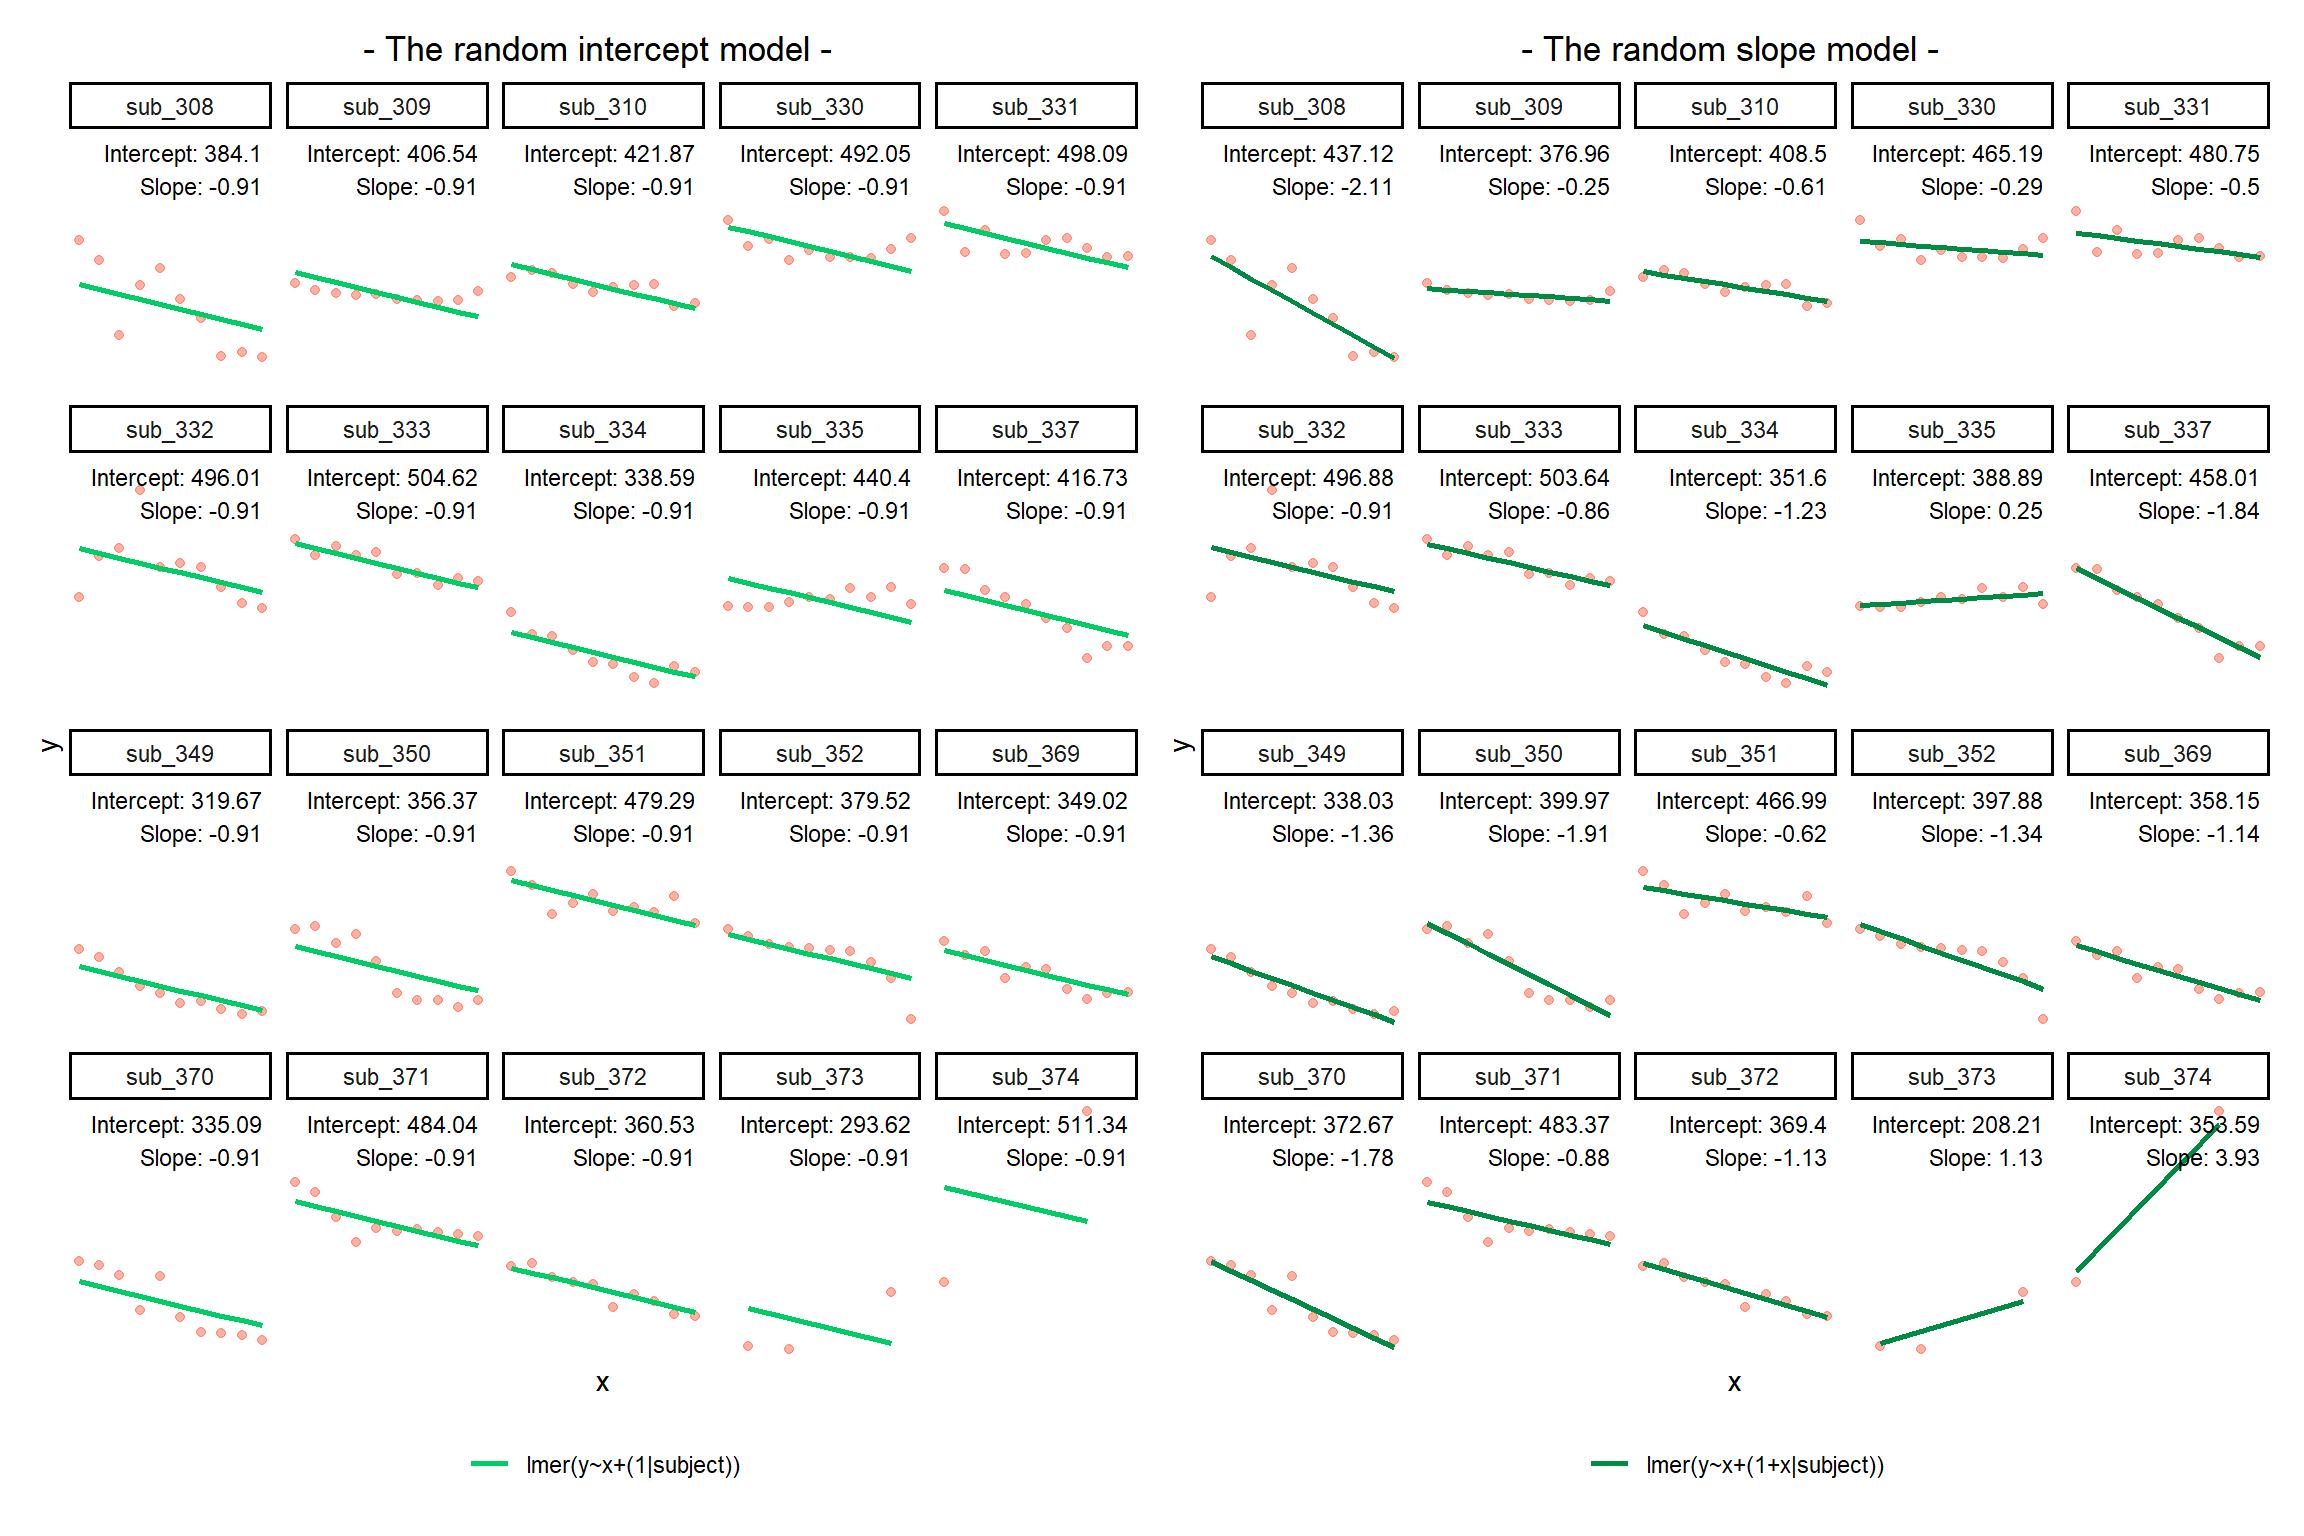 - The random intercept model -
sub_308 sub_309 sub_310 sub_330 sub_331
Intercept: 384.1 Intercept: 406.54 Intercept: 421.87 Intercept: 492.05 Intercept: 498.09
Slope: -0.91 Slope: -0.91 Slope: -0.91 Slope: -0.91 Slope: -0.91
sub_332 sub_333 sub_334 sub_335 sub_337
Intercept: 496.01 Intercept: 504.62 Intercept: 338.59 Intercept: 440.4 Intercept: 416.73
Slope: -0.91 Slope: -0.91 Slope: -0.91 Slope: -0.91 Slope: -0.91
y
sub_349 sub_350 sub_351 sub_352 sub_369
Intercept: 319.67 Intercept: 356.37 Intercept: 479.29 Intercept: 379.52 Intercept: 349.02
Slope: -0.91 Slope: -0.91 Slope: -0.91 Slope: -0.91 Slope: -0.91
sub_370 sub_371 sub_372 sub_373 sub_374
Intercept: 335.09 Intercept: 484.04 Intercept: 360.53 Intercept: 293.62 Intercept: 511.34
Slope: -0.91 Slope: -0.91 Slope: -0.91 Slope: -0.91 Slope: -0.91
x
lmer(y~x+(1|subject))
- The random slope model -
sub_308 sub_309 sub_310 sub_330 sub_331
Intercept: 437.12 Intercept: 376.96 Intercept: 408.5 Intercept: 465.19 Intercept: 480.75
Slope: -2.11 Slope: -0.25 Slope: -0.61 Slope: -0.29 Slope: -0.5
sub_332 sub_333 sub_334 sub_335 sub_337
Intercept: 496.88 Intercept: 503.64 Intercept: 351.6 Intercept: 388.89 Intercept: 458.01
Slope: -0.91 Slope: -0.86 Slope: -1.23 Slope: 0.25 Slope: -1.84
y
sub_349 sub_350 sub_351 sub_352 sub_369
Intercept: 338.03 Intercept: 399.97 Intercept: 466.99 Intercept: 397.88 Intercept: 358.15
Slope: -1.36 Slope: -1.91 Slope: -0.62 Slope: -1.34 Slope: -1.14
sub_370 sub_371 sub_372 sub_373 sub_374
Intercept: 372.67 Intercept: 483.37 Intercept: 369.4 Intercept: 208.21 Intercept: 353.59
Slope: -1.78 Slope: -0.88 Slope: -1.13 Slope: 1.13 Slope: 3.93
x
lmer(y~x+(1+x|subject))